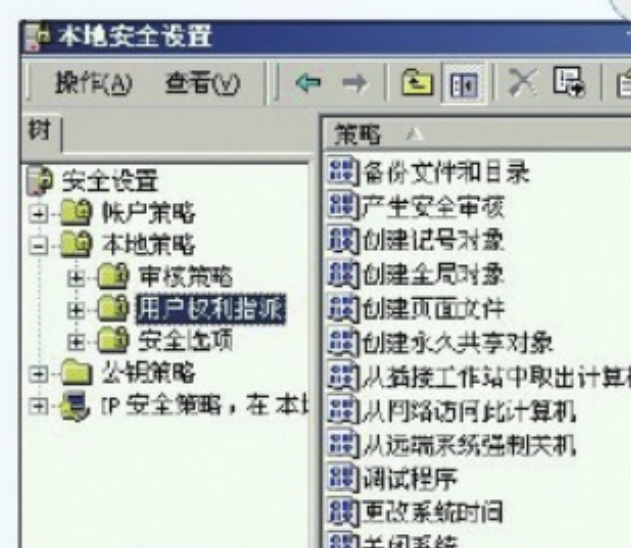 本地安全设置
操作(A) 查看(V)
树
策略
安全设置
帐户策略
本地策略
审核策略
用户权利指派
安全选项
公钥策略
IP 安全策略，在 本
备份文件和目录
产生安全审核
创建记号对象
创建全局对象
创建页面文件
创建永久共享对象
从插接工作站中取出计算机
从网络访问此计算机
从远端系统强制关机
调试程序
更改系统时间
关闭系统